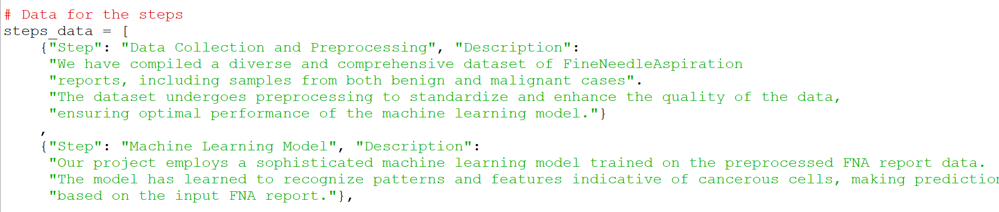 # Data for the steps
steps_data = [
    {"Step": "Data Collection and Preprocessing", "Description":
     "We have compiled a diverse and comprehensive dataset of FineNeedleAspiration
     "reports, including samples from both benign and malignant cases".
     "The dataset undergoes preprocessing to standardize and enhance the quality of the data,
     "ensuring optimal performance of the machine learning model."}
    ,
    {"Step": "Machine Learning Model", "Description":
     "Our project employs a sophisticated machine learning model trained on the preprocessed FNA report data.
     "The model has learned to recognize patterns and features indicative of cancerous cells, making
     "based on the input FNA report."},